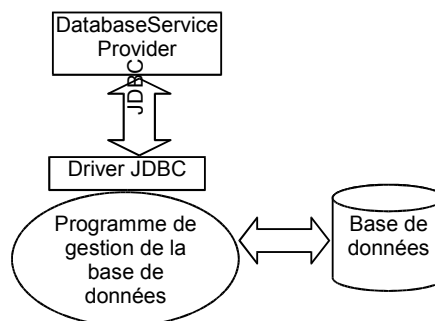 DatabaseService
Provider
JDBC
Driver JDBC
Programme de
gestion de la
base de
données
Base de
données